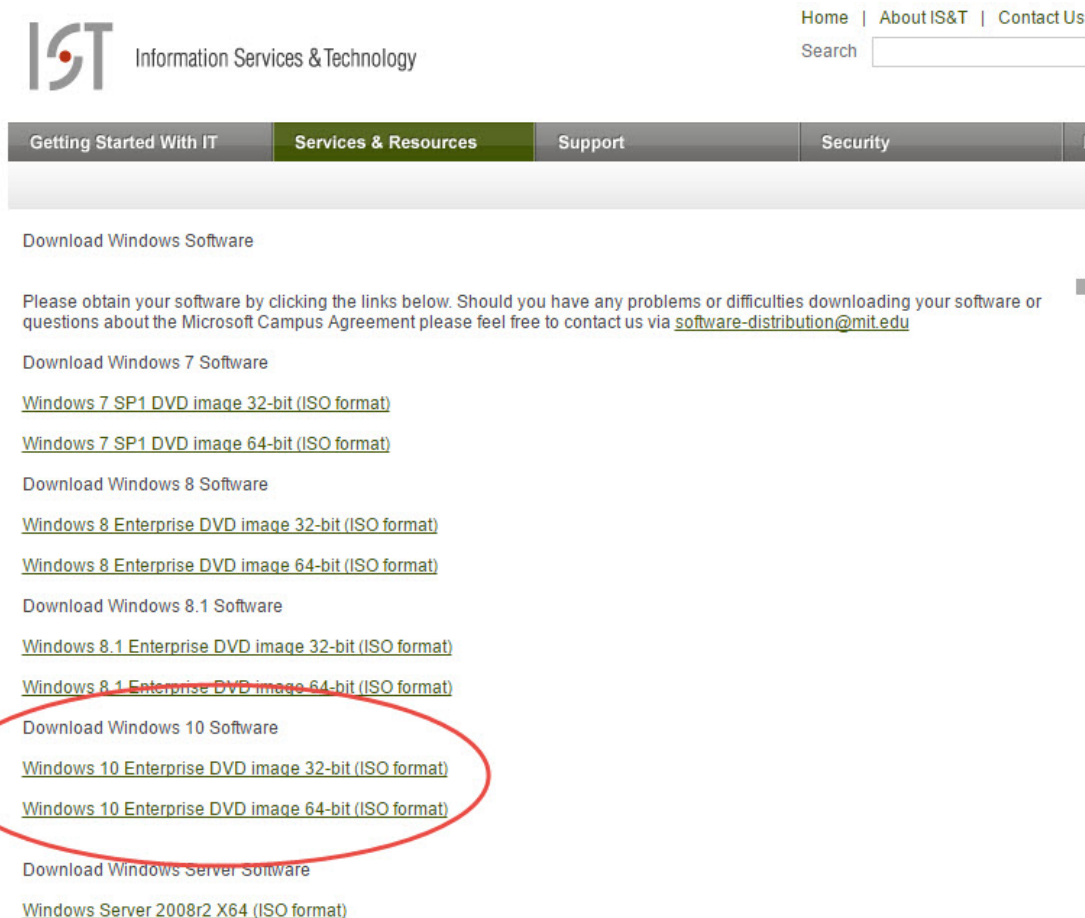 Home | About IS&T | Contact Us
IST Information Services & Technology
Search
Getting Started With IT Services & Resources Support Security
Download Windows Software
Please obtain your software by clicking the links below. Should you have any problems or difficulties downloading your software or
questions about the Microsoft Campus Agreement please feel free to contact us via software-distribution@mit.edu
Download Windows 7 Software
Windows 7 SP1 DVD image 32-bit (ISO format)
Windows 7 SP1 DVD image 64-bit (ISO format)
Download Windows 8 Software
Windows 8 Enterprise DVD image 32-bit (ISO format)
Windows 8 Enterprise DVD image 64-bit (ISO format)
Download Windows 8.1 Software
Windows 8.1 Enterprise DVD image 32-bit (ISO format)
Windows 8.1 Enterprise DVD image 64-bit (ISO format)
Download Windows 10 Software
Windows 10 Enterprise DVD image 32-bit (ISO format)
Windows 10 Enterprise DVD image 64-bit (ISO format)
Download Windows Server Software
Windows Server 2008r2 X64 (ISO format)